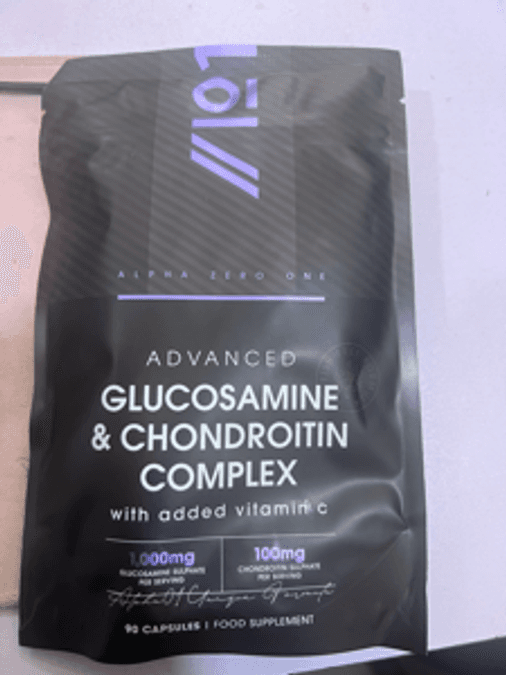 ALPHA ZERO ONE
ADVANCED
GLUCOSAMINE
& CHONDROITIN
COMPLEX
with added vitamin c
1,000mg
GLUCOSAMINE SULPHATE
PER SERVING
100mg
CHONDROITIN SULPHATE
PER SERVING
90 CAPSULES | FOOD SUPPLEMENT